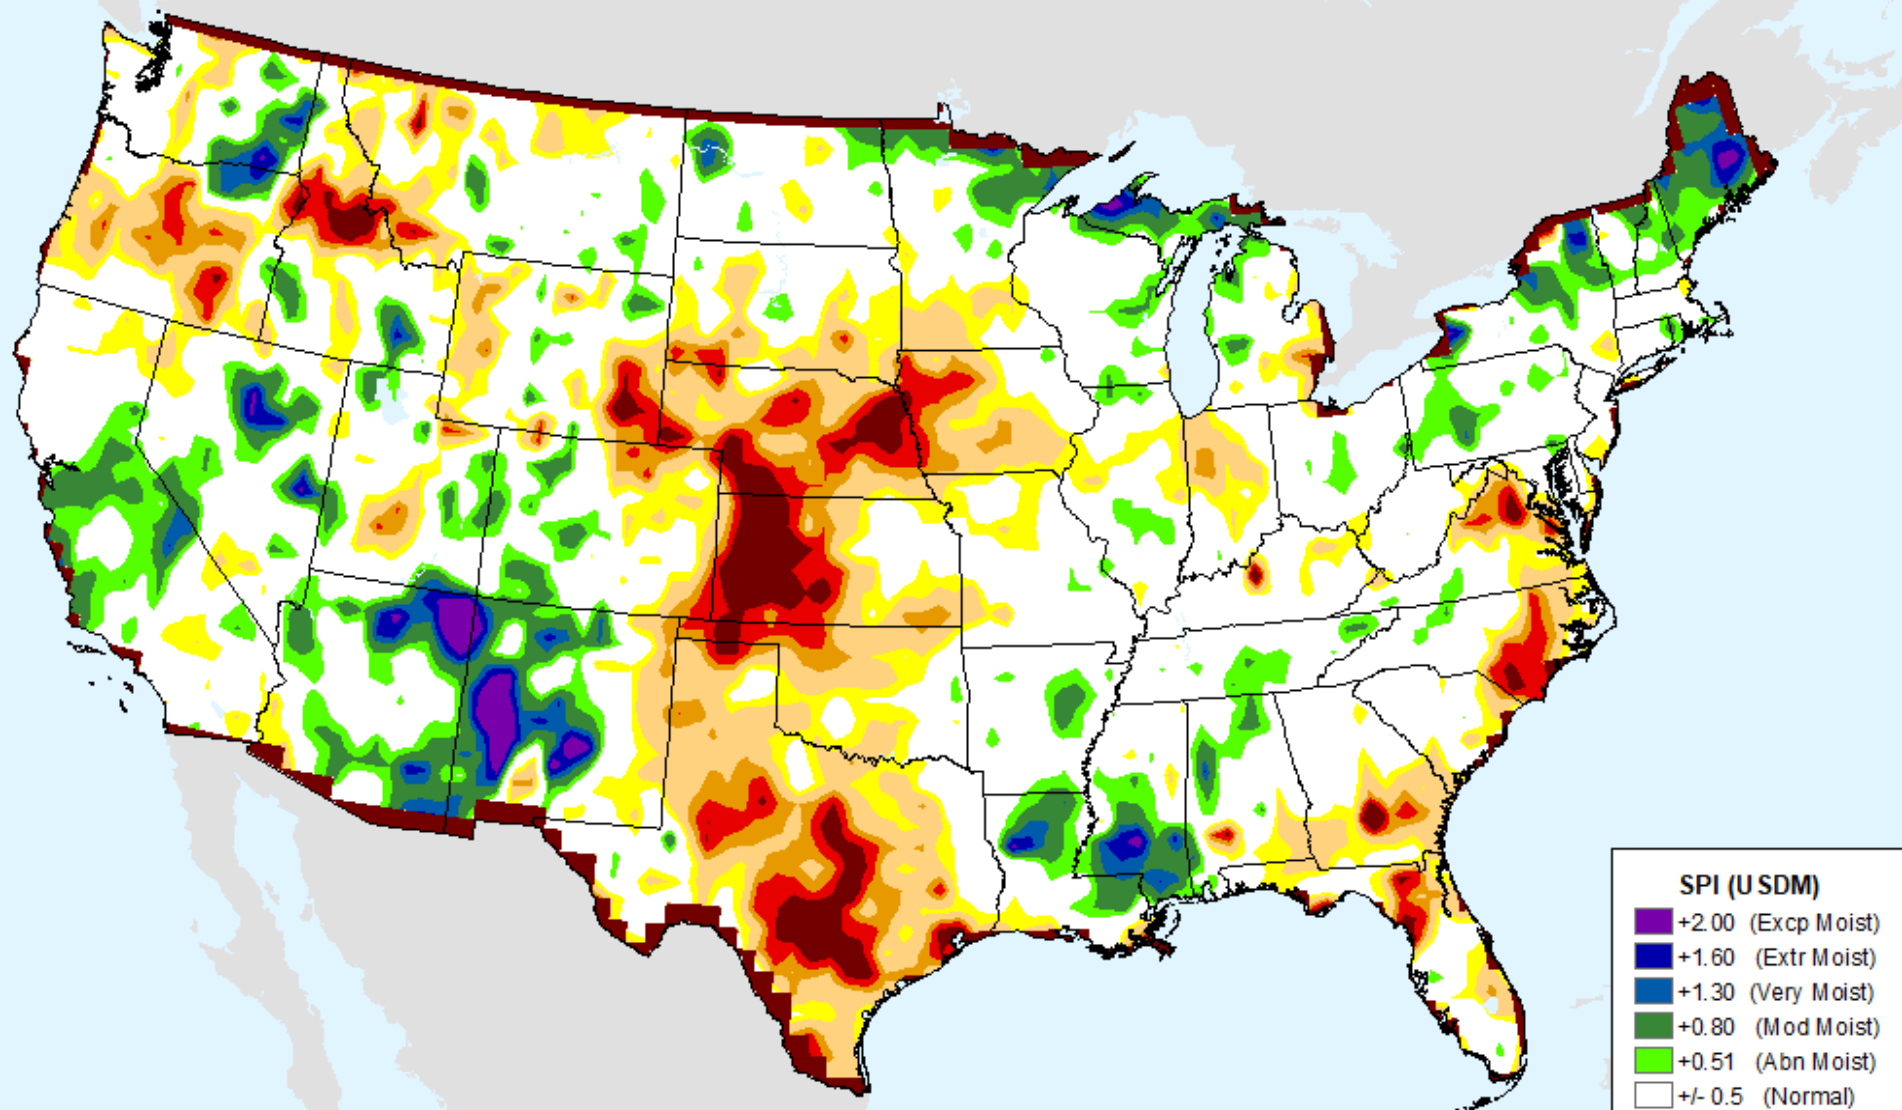 SPI (USDM)
+2.00 (Excp Moist)
+1.60 (Extr Moist)
+1.30 (Very Moist)
+0.80 (Mod Moist)
+0.51 (Abn Moist)
+/- 0.5 (Normal)